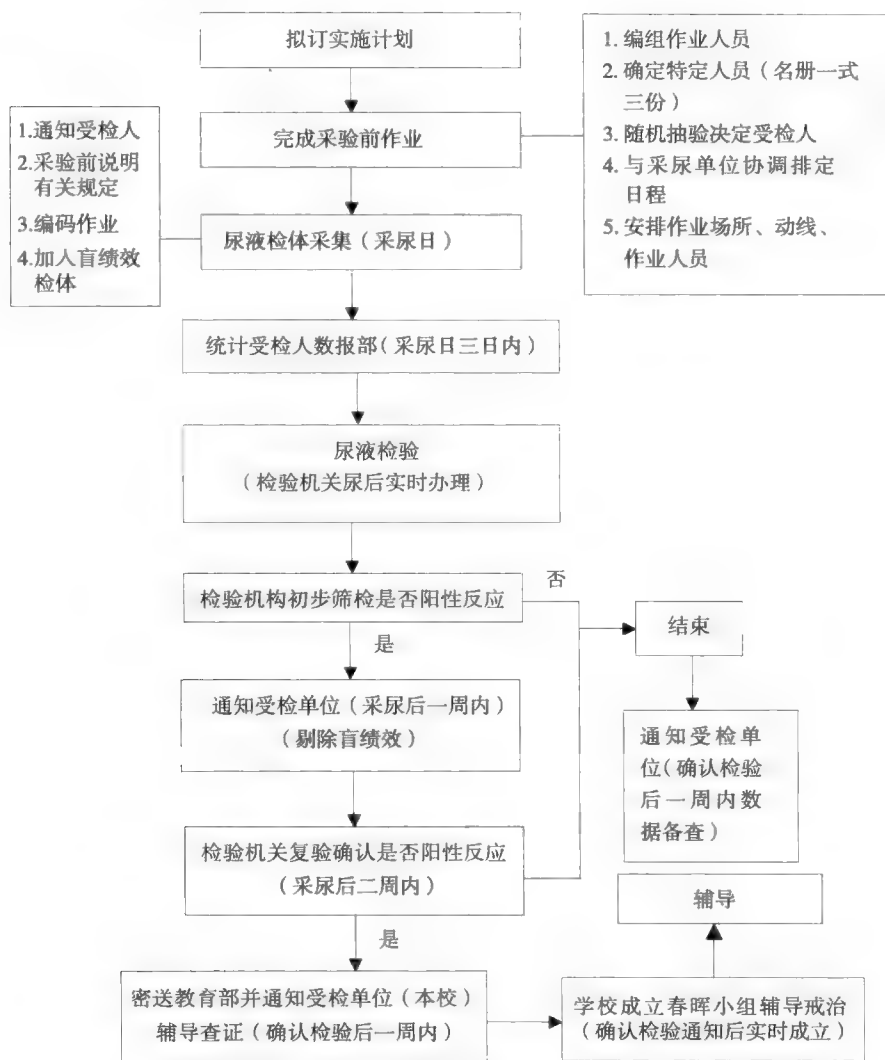 拟订实施计划
1. 编组作业人员
2. 确定特定人员（名册一式
三份）
3. 随机抽验决定受检人
4. 与采尿单位协调排定
日程
5. 安排作业场所、动线、
作业人员
完成采验前作业
1.通知受检人
2.采验前说明
有关规定
3.编码作业
4.加人盲绩效
检体
尿液检体采集（采尿日）
统计受检人数报部（采尿日三日内）
尿液检验
（检验机关尿后实时办理）
检验机构初步筛检是否阳性反应
否
是
结束
通知受检单位（采尿后一周内）
（剔除盲绩效）
通知受检单
位（确认检验
后一周内数
据备查）
检验机关复验确认是否阳性反应
（采尿后二周内）
是
辅导
密送教育部并通知受检单位（本校）
辅导查证（确认检验后一周内）
学校成立春晖小组辅导戒治
（确认检验通知后实时成立）